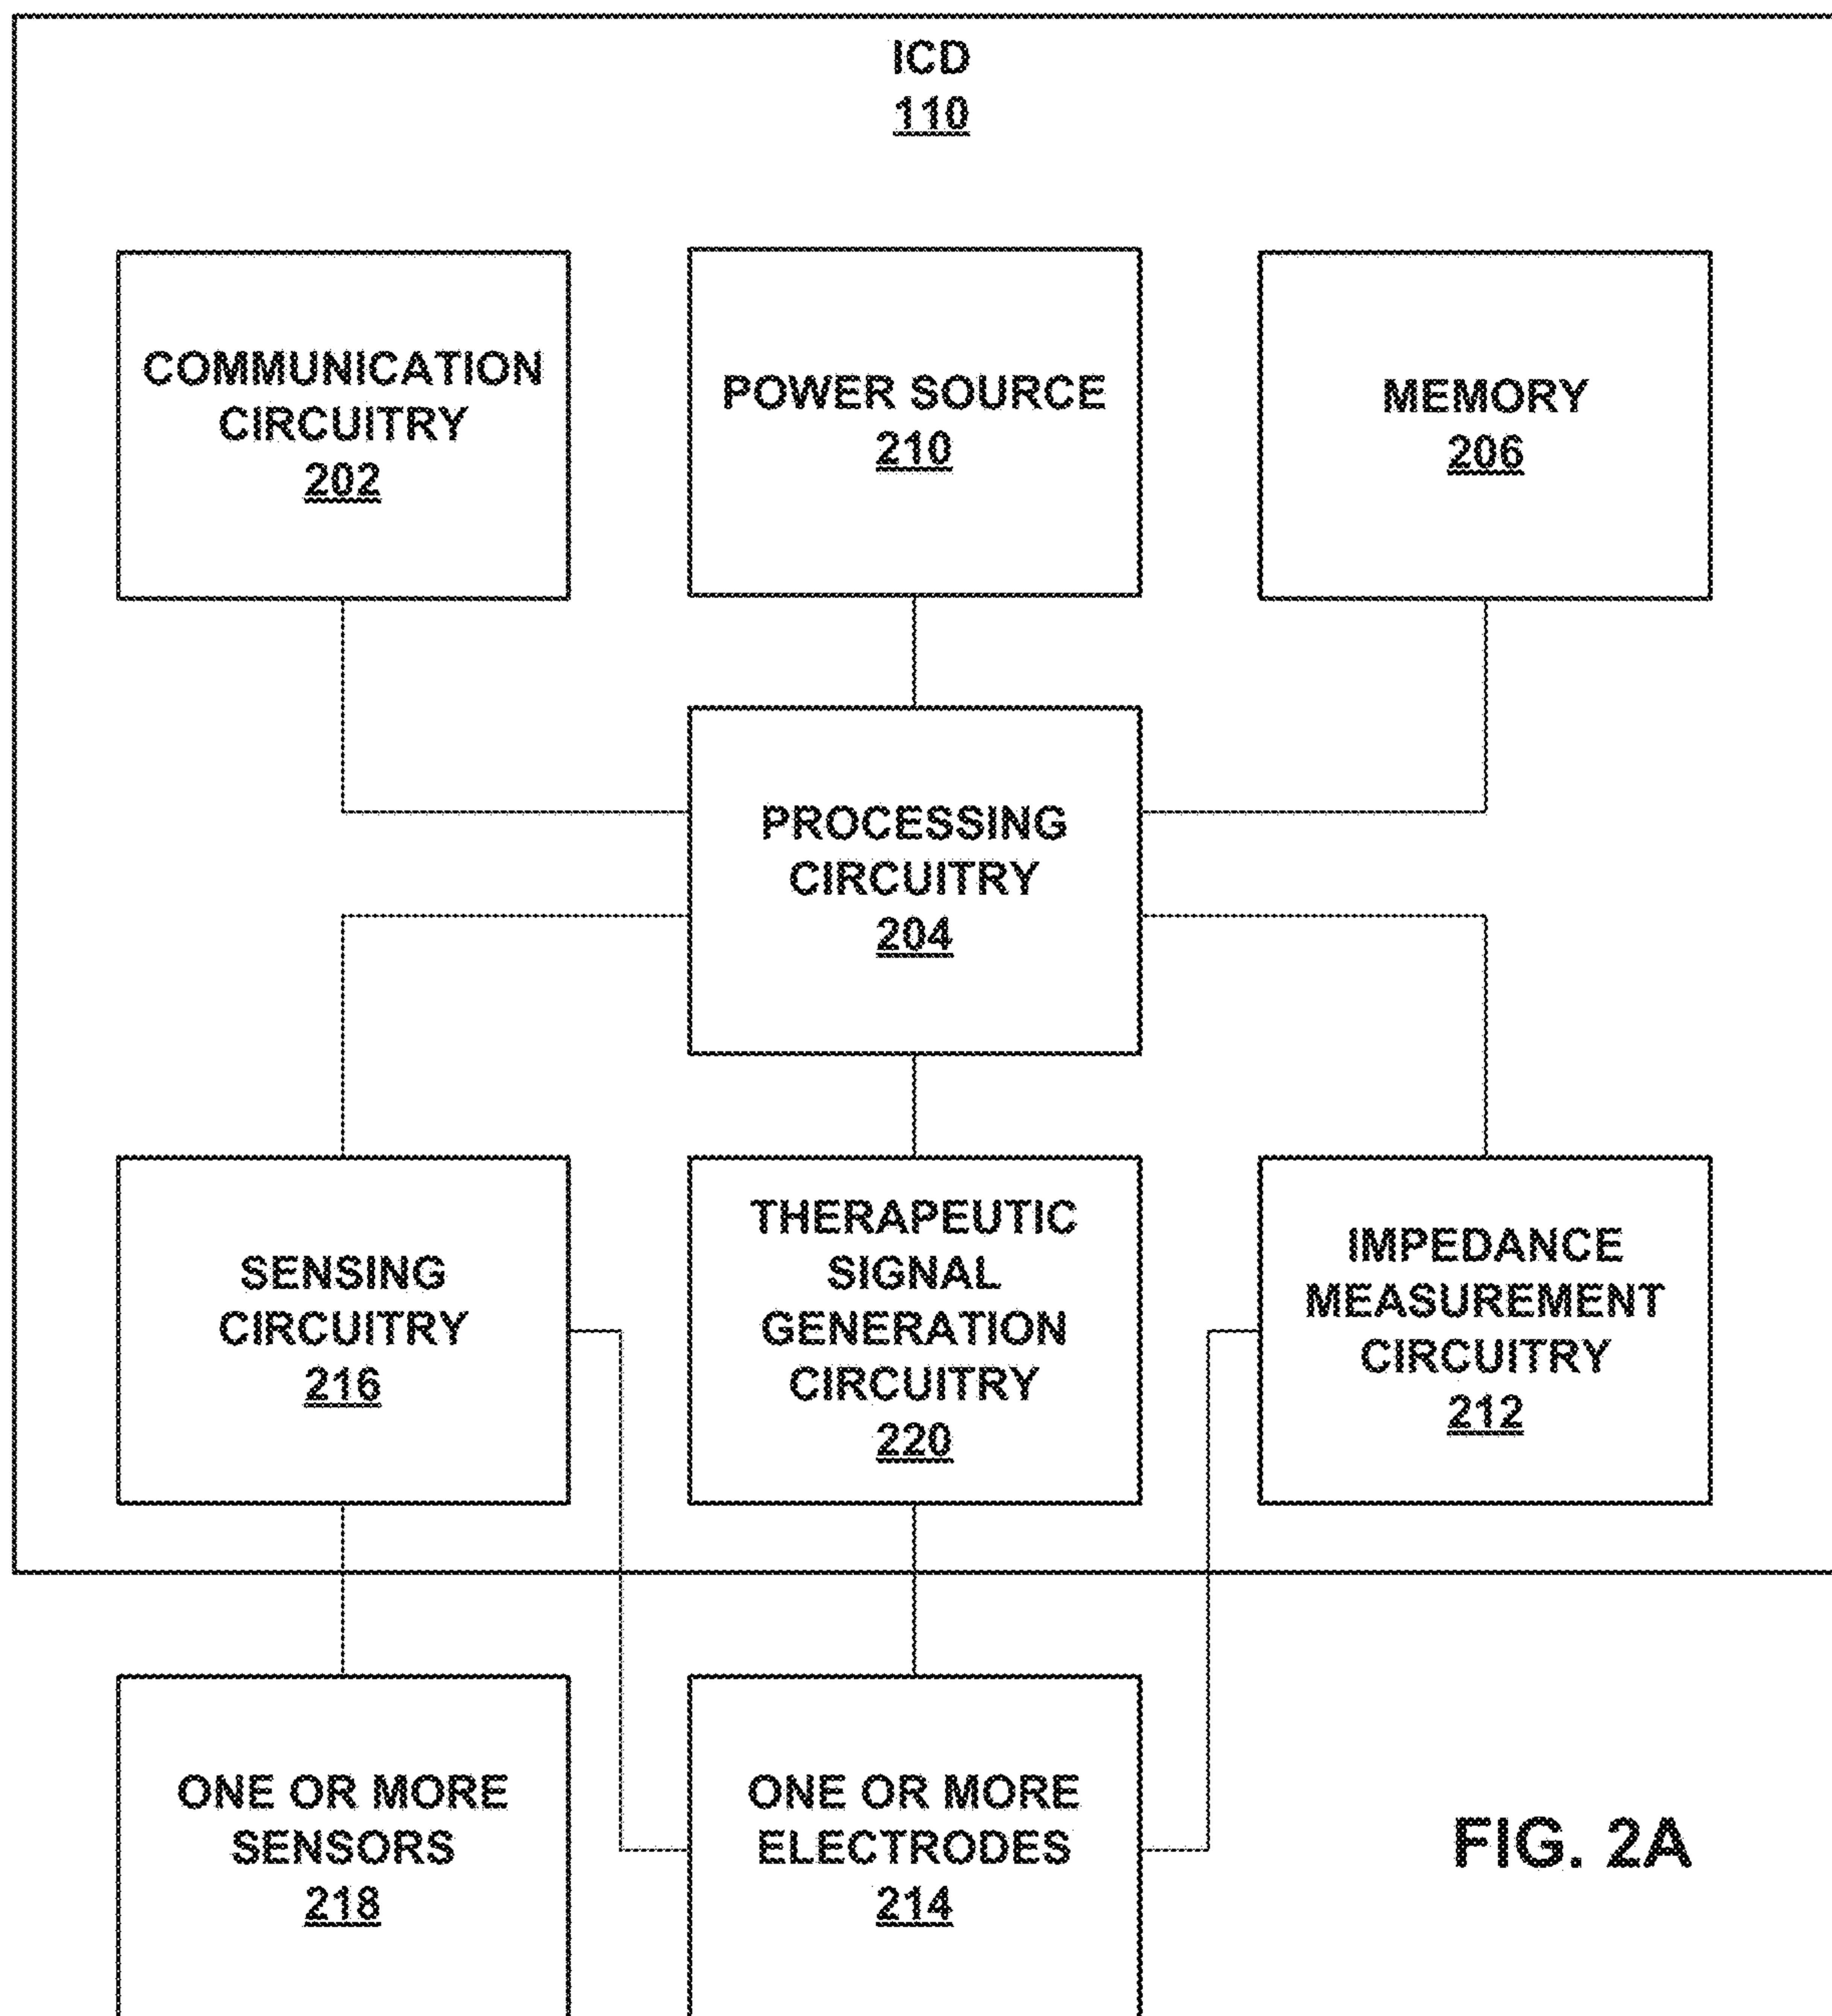 ICD
110
COMMUNICATION
CIRCUITRY
202
POWER SOURCE
210
MEMORY
206
PROCESSING
CIRCUITRY
204
SENSING
CIRCUITRY
216
THERAPEUTIC
SIGNAL
GENERATION
CIRCUITRY
220
IMPEDANCE
MEASUREMENT
CIRCUITRY
212
ONE OR MORE
SENSORS
218
ONE OR MORE
ELECTRODES
214
FIG. 2A